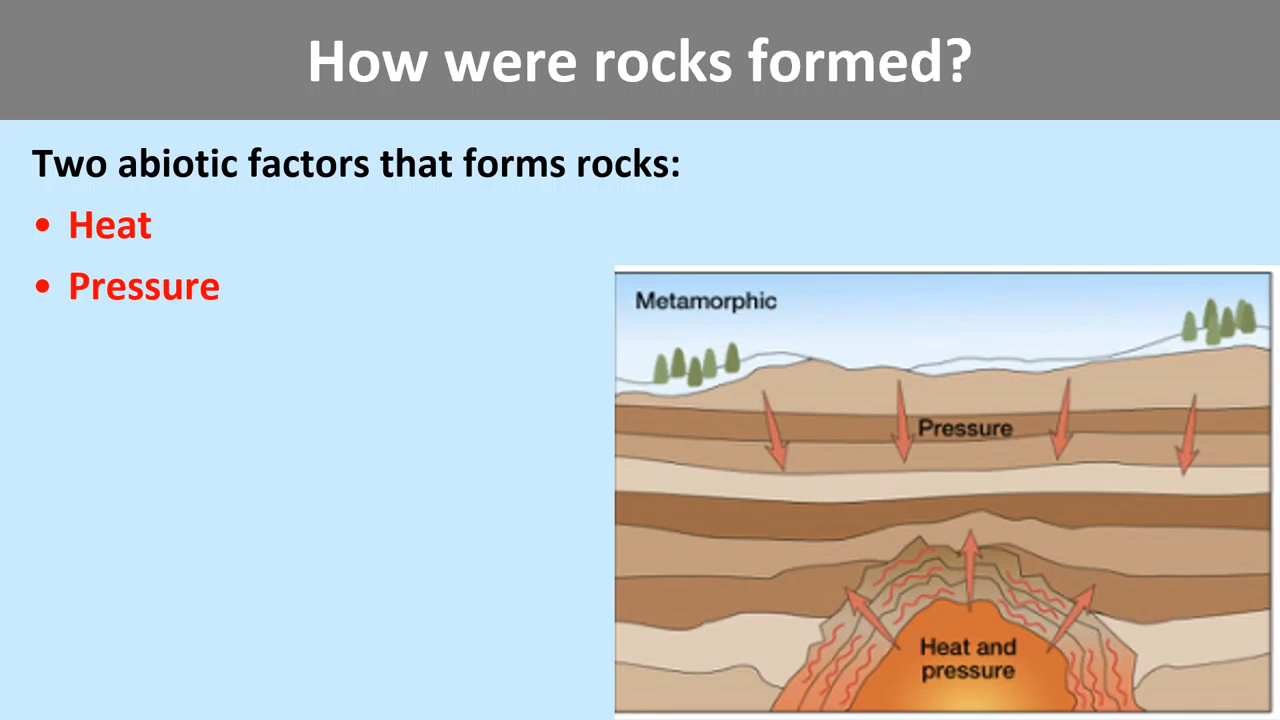 How were rocks formed?
Two abiotic factors that forms rocks:
• Heat
• Pressure
Metamorphic
Pressure
Heat and
pressure